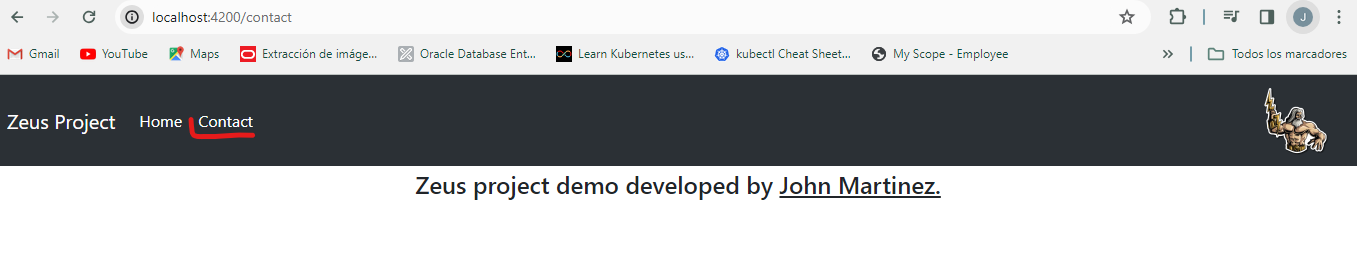 localhost:4200/contact
J
Gmail YouTube Maps Extracción de imáge... Oracle Database Ent... Learn Kubernetes us... kubectl Cheat Sheet... My Scope - Employee » Todos los marcadores
Zeus Project Home Contact
Zeus project demo developed by John Martinez.